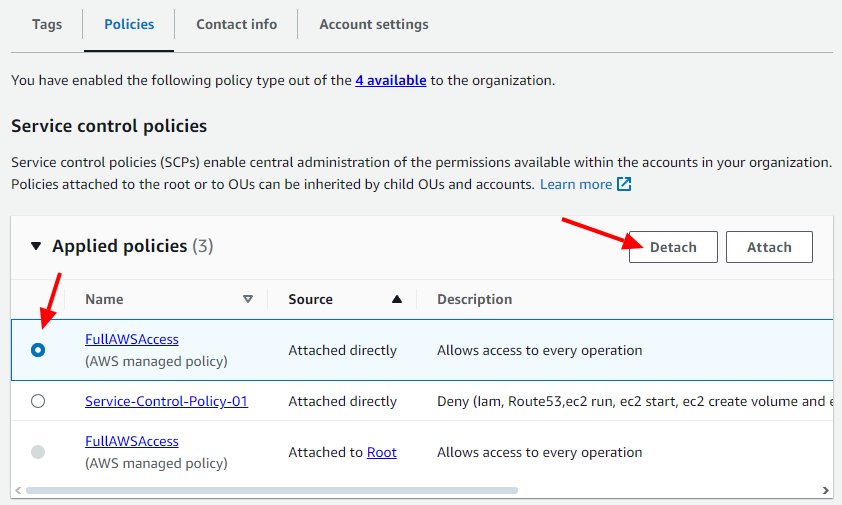 Tags Policies Contact info Account settings
You have enabled the following policy type out of the 4 available to the organization.
Service control policies
Service control policies (SCPs) enable central administration of the permissions available within the accounts in your organization.
Policies attached to the root or to OUs can be inherited by child OUs and accounts. Learn more
Applied policies (3) Detach Attach
Name Source Description
FullAWSAccess
(AWS managed policy) Attached directly Allows access to every operation
Service-Control-Policy-01 Attached directly Deny (Iam, Route53,ec2 run, ec2 start, ec2 create volume and e
FullAWSAccess
(AWS managed policy) Attached to Root Allows access to every operation